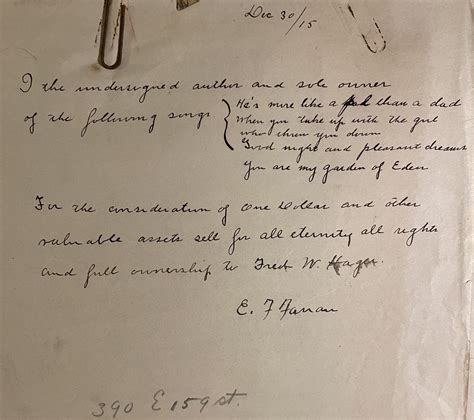 Dec 30/15
I the undersigned author and sole owner
of the following songs
He's more like a pal than a dad
When you take up with the girl
who threw you down
Good night and pleasant dreams
You are my garden of Eden
For the consideration of One Dollar and other
valuable assets sell for all eternity all rights
and full ownership to Fred W. Hager.
E. F Farran
390 E 159 st.